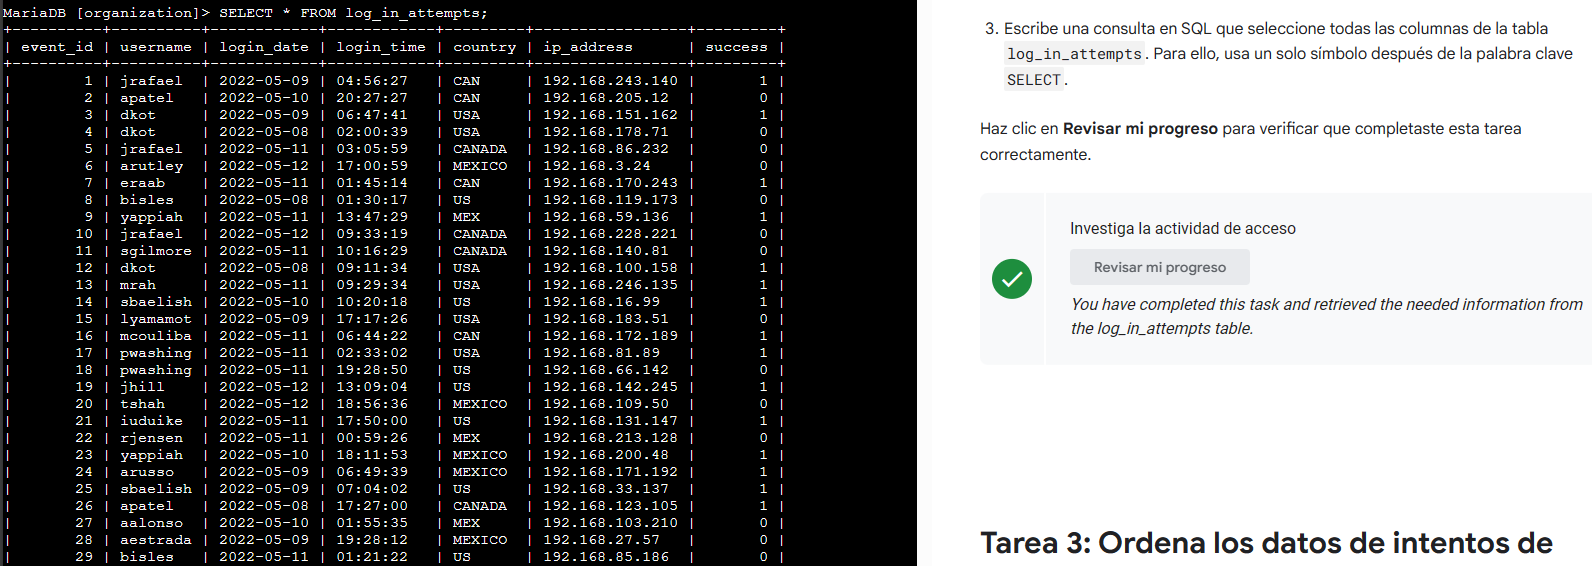 MariaDB [organization]> SELECT * FROM log_in_attempts;
+----------+----------+------------+------------+---------+-----------------+---------+
| event_id | username | login_date | login_time | country | ip_address | success |
+----------+----------+------------+------------+---------+-----------------+---------+
| 1 | jrafael | 2022-05-09 | 04:56:27 | CAN | 192.168.243.140 | 1 |
| 2 | apatel | 2022-05-10 | 20:27:27 | CAN | 192.168.205.12 | 0 |
| 3 | dkot | 2022-05-09 | 06:47:41 | USA | 192.168.151.162 | 1 |
| 4 | dkot | 2022-05-08 | 02:00:39 | USA | 192.168.178.71 | 0 |
| 5 | jrafael | 2022-05-11 | 03:05:59 | CANADA | 192.168.86.232 | 0 |
| 6 | arutley | 2022-05-12 | 17:00:59 | MEXICO | 192.168.3.24 | 0 |
| 7 | eraab | 2022-05-11 | 01:45:14 | CAN | 192.168.170.243 | 1 |
| 8 | bisles | 2022-05-08 | 01:30:17 | US | 192.168.119.173 | 0 |
| 9 | yappiah | 2022-05-11 | 13:47:29 | MEX | 192.168.59.136 | 1 |
| 10 | jrafael | 2022-05-12 | 09:33:19 | CANADA | 192.168.228.221 | 0 |
| 11 | sgilmore | 2022-05-11 | 10:16:29 | CANADA | 192.168.140.81 | 0 |
| 12 | dkot | 2022-05-08 | 09:11:34 | USA | 192.168.100.158 | 1 |
| 13 | mrah | 2022-05-11 | 09:29:34 | USA | 192.168.246.135 | 1 |
| 14 | sbaelish | 2022-05-10 | 10:20:18 | US | 192.168.16.99 | 1 |
| 15 | lyamamot | 2022-05-09 | 17:17:26 | USA | 192.168.183.51 | 0 |
| 16 | mcouliba | 2022-05-11 | 06:44:22 | CAN | 192.168.172.189 | 1 |
| 17 | pwashing | 2022-05-11 | 02:33:02 | USA | 192.168.81.89 | 1 |
| 18 | pwashing | 2022-05-11 | 19:28:50 | US | 192.168.66.142 | 0 |
| 19 | jhill | 2022-05-12 | 13:09:04 | US | 192.168.142.245 | 1 |
| 20 | tshah | 2022-05-12 | 18:56:36 | MEXICO | 192.168.109.50 | 0 |
| 21 | iuduike | 2022-05-11 | 17:50:00 | US | 192.168.131.147 | 1 |
| 22 | rjensen | 2022-05-11 | 00:59:26 | MEX | 192.168.213.128 | 0 |
| 23 | yappiah | 2022-05-10 | 18:11:53 | MEXICO | 192.168.200.48 | 1 |
| 24 | arusso | 2022-05-09 | 06:49:39 | MEXICO | 192.168.171.192 | 1 |
| 25 | sbaelish | 2022-05-09 | 07:04:02 | US | 192.168.33.137 | 1 |
| 26 | apatel | 2022-05-08 | 17:27:00 | CANADA | 192.168.123.105 | 1 |
| 27 | aalonso | 2022-05-10 | 01:55:35 | MEX | 192.168.103.210 | 0 |
| 28 | aestrada | 2022-05-09 | 19:28:12 | MEXICO | 192.168.27.57 | 0 |
| 29 | bisles | 2022-05-11 | 01:21:22 | US | 192.168.85.186 | 0 |
3. Escribe una consulta en SQL que seleccione todas las columnas de la tabla
log_in_attempts. Para ello, usa un solo símbolo después de la palabra clave
SELECT.
Haz clic en Revisar mi progreso para verificar que completaste esta tarea
correctamente.
Investiga la actividad de acceso
Revisar mi progreso
You have completed this task and retrieved the needed information from
the log_in_attempts table.
Tarea 3: Ordena los datos de intentos de